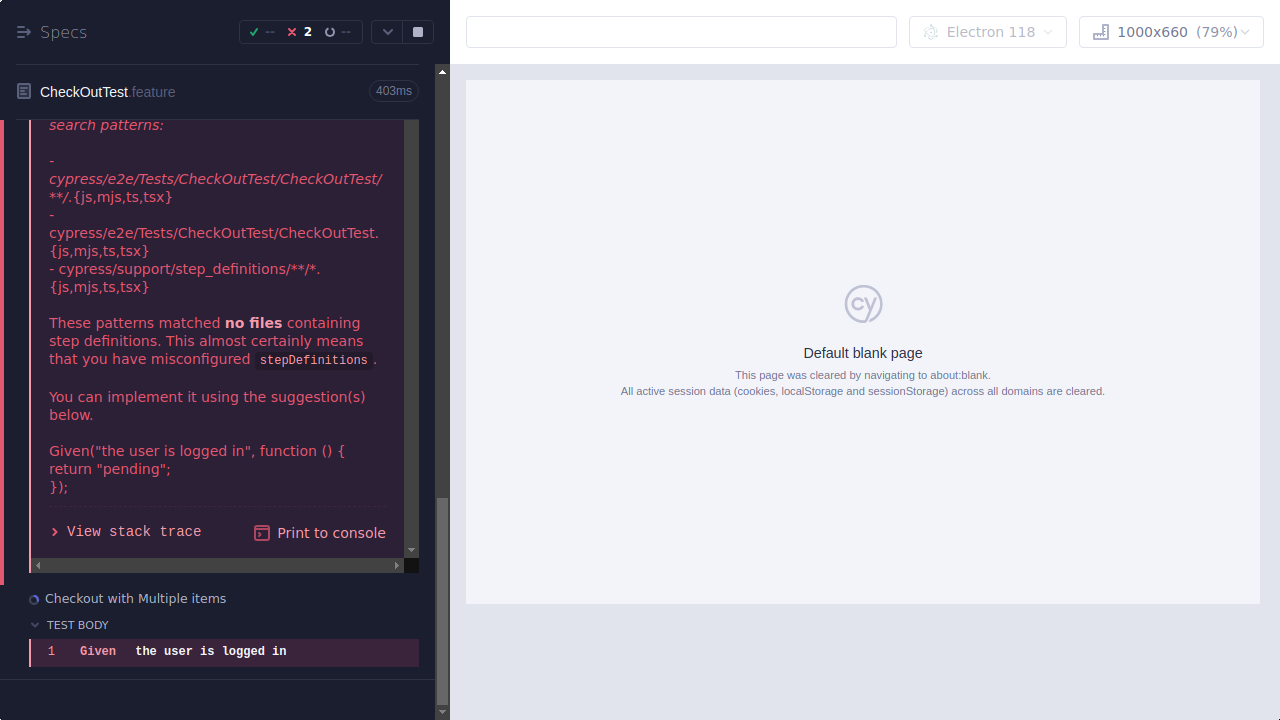 Specs
-- 2 --
CheckOutTest.feature
403ms
search patterns:
-
cypress/e2e/Tests/CheckOutTest/CheckOutTest/
**/.{js,mjs,ts,tsx}
-
cypress/e2e/Tests/CheckOutTest/CheckOutTest.
{js,mjs,ts,tsx}
- cypress/support/step_definitions/**/*.
{js,mjs,ts,tsx}
These patterns matched no files containing
step definitions. This almost certainly means
that you have misconfigured stepDefinitions.
You can implement it using the suggestion(s)
below.
Given("the user is logged in", function () {
return "pending";
});
View stack trace
Print to console
Checkout with Multiple items
TEST BODY
1 Given the user is logged in
Electron 118
1000x660 (79%)
cy
Default blank page
This page was cleared by navigating to about:blank.
All active session data (cookies, localStorage and sessionStorage) across all domains are cleared.